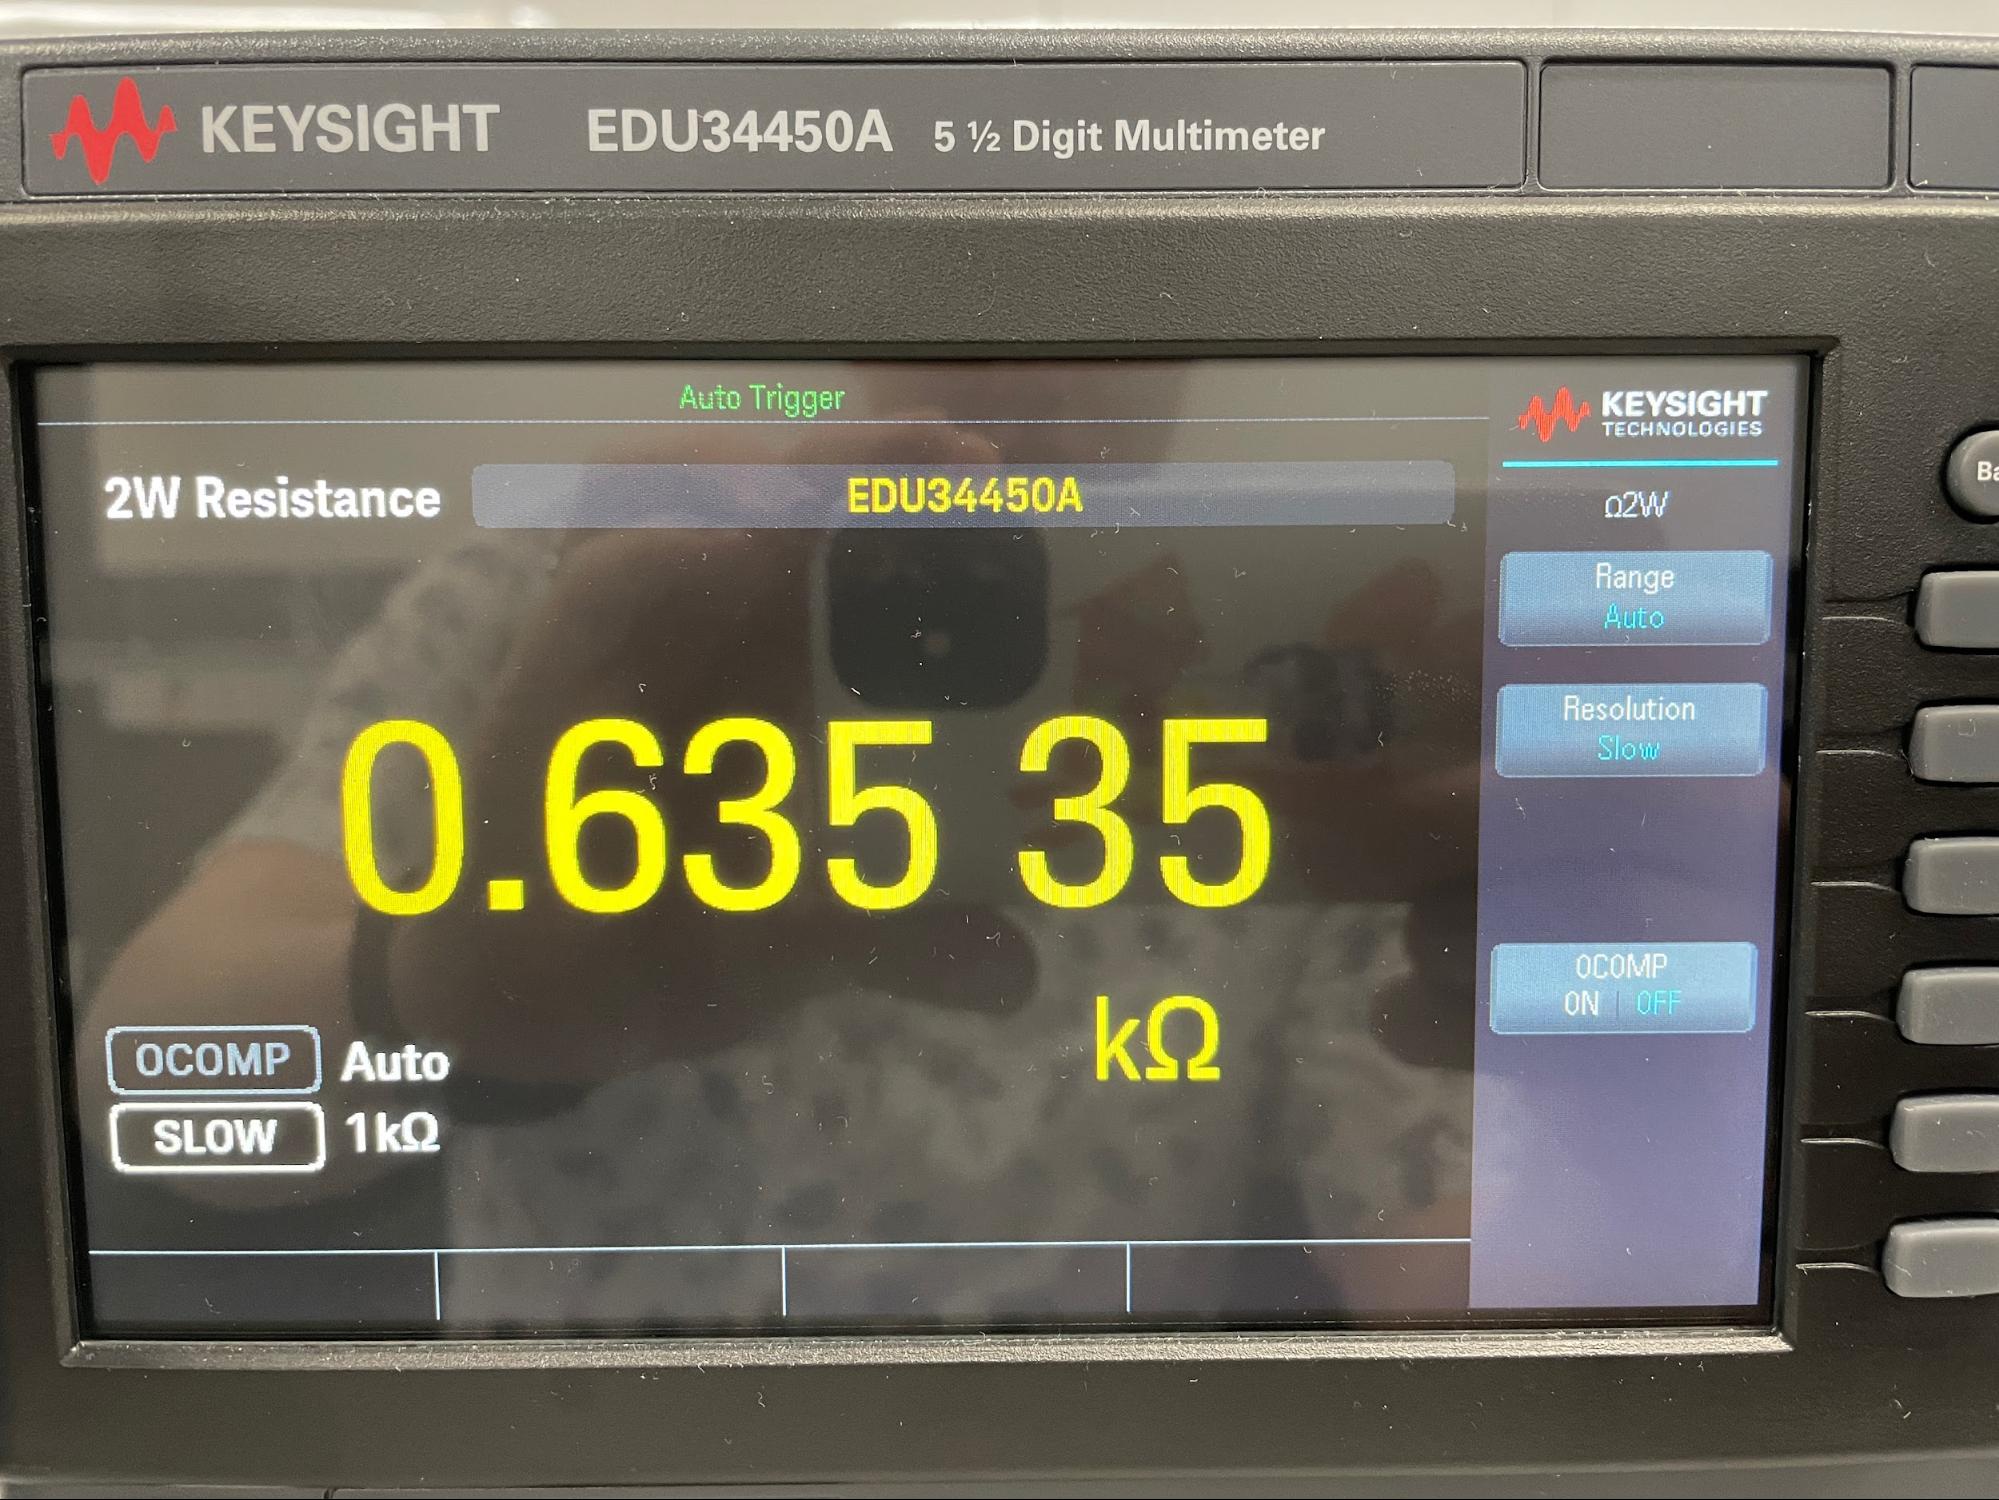 KEYSIGHT EDU34450A 5 ½ Digit Multimeter
Auto Trigger
KEYSIGHT
TECHNOLOGIES
2W Resistance EDU34450A
Ω2W
Range
Auto
Resolution
Slow
0.635 35
kΩ
OCOMP
ON | OFF
OCOMP Auto
SLOW 1kΩ